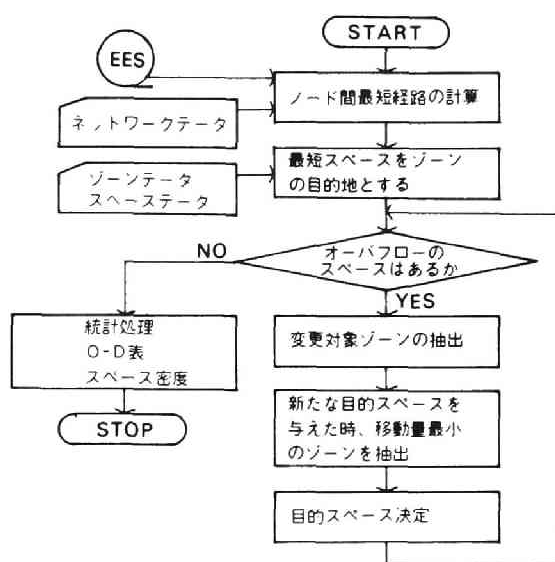 START
EES
ノード間最短経路の計算
ネットワークテータ
最短スペースをゾーン
の目的地とする
ゾーンテータ
スペーステータ
オーバフローの
スペースはあるか
NO
YES
統計処理
O-D表
スペース密度
変更対象ゾーンの抽出
STOP
新たな目的スペースを
与えた時、移動量最小
のゾーンを抽出
目的スペース決定